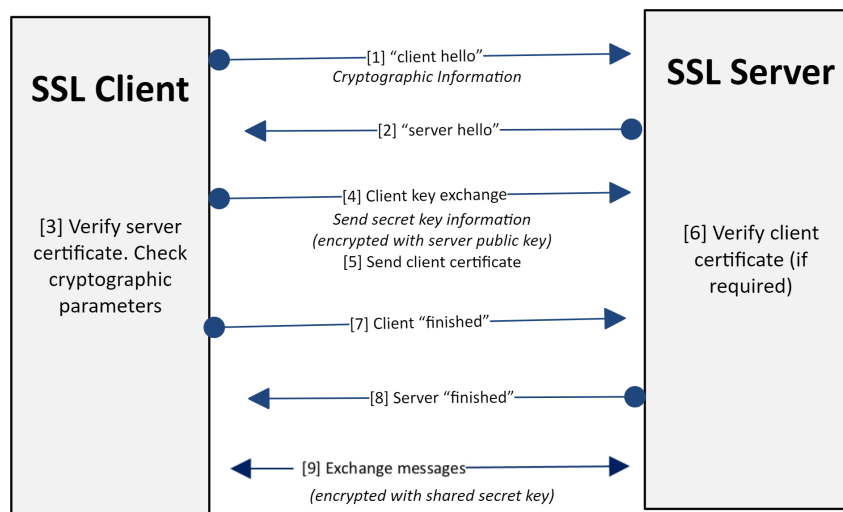 SSL Client
SSL Server
[1] “client hello”
Cryptographic Information
[2] “server hello”
[3] Verify server
certificate. Check
cryptographic
parameters
[4] Client key exchange
Send secret key information
(encrypted with server public key)
[5] Send client certificate
[6] Verify client
certificate (if
required)
[7] Client “finished”
[8] Server “finished”
[9] Exchange messages
(encrypted with shared secret key)